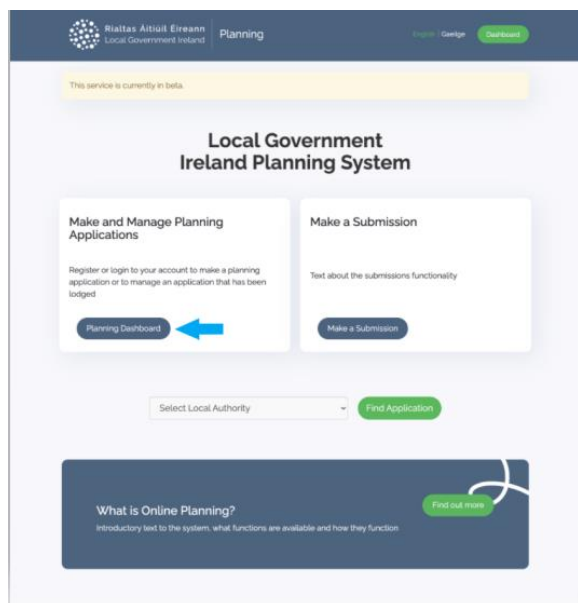 Rialtas Áitiúil Éireann
Local Government Ireland
Planning
English | Gaeilge
Dashboard
This service is currently in beta.
Local Government
Ireland Planning System
Make and Manage Planning
Applications
Register or login to your account to make a planning
application or to manage an application that has been
lodged
Planning Dashboard
Make a Submission
Text about the submissions functionality
Make a Submission
Select Local Authority
Find Application
What is Online Planning?
Introductory text to the system, what functions are available and how they function
Find out more